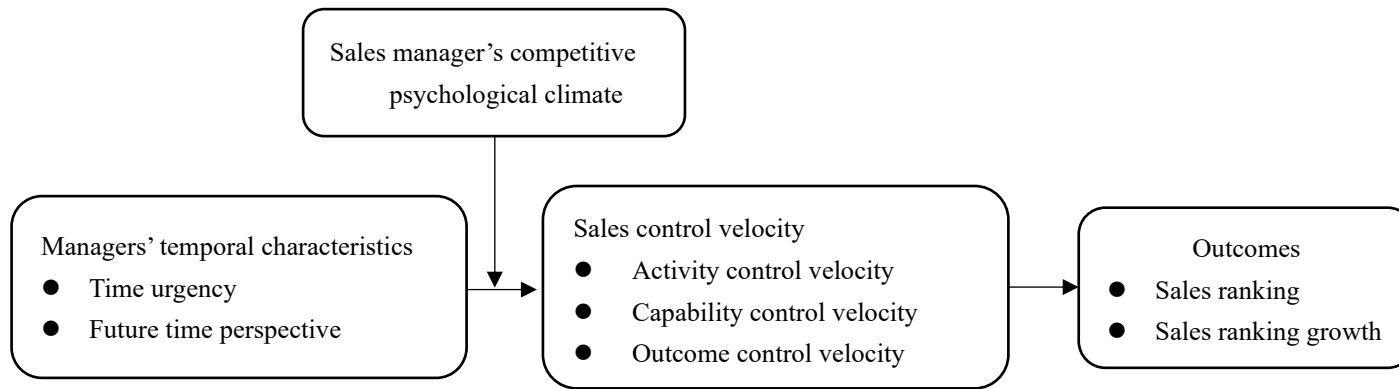 Sales manager’s competitive
psychological climate
Managers’ temporal characteristics
● Time urgency
● Future time perspective
Sales control velocity
● Activity control velocity
● Capability control velocity
● Outcome control velocity
Outcomes
● Sales ranking
● Sales ranking growth